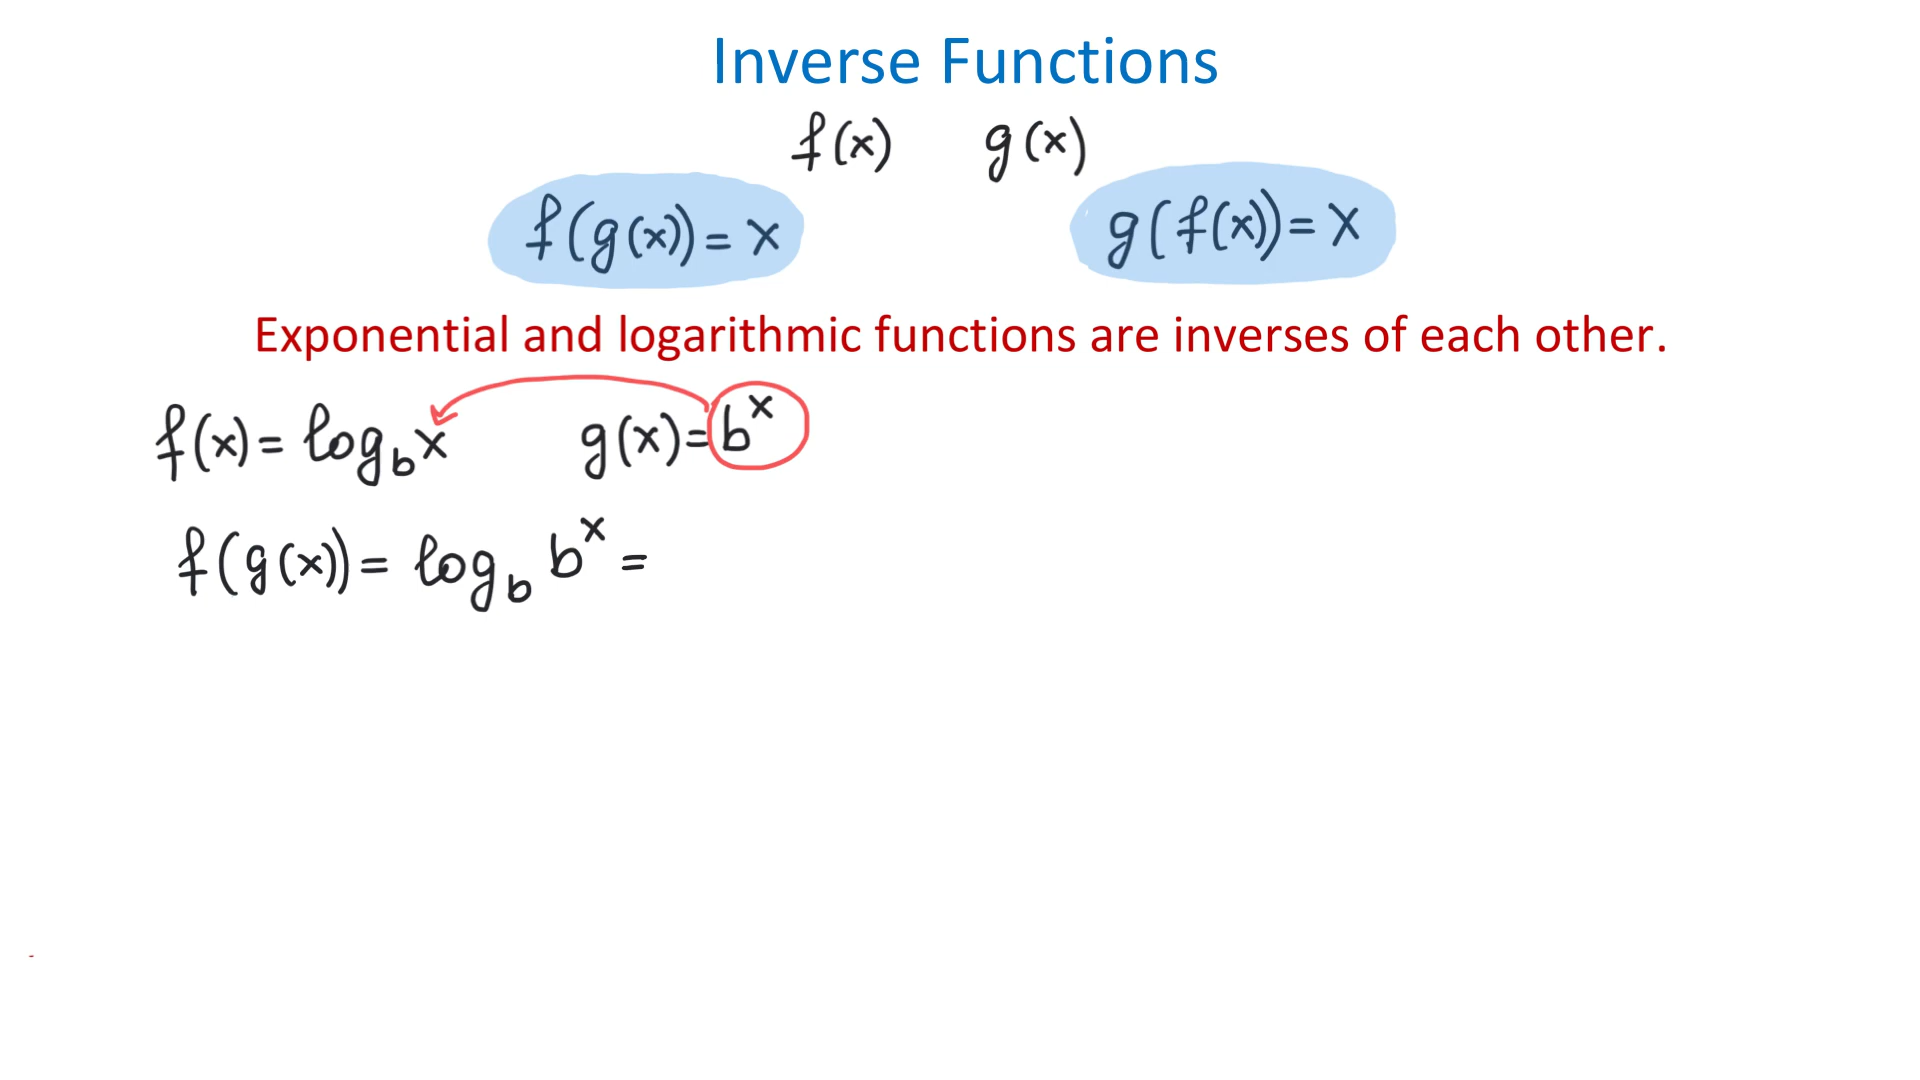 Inverse Functions
f(x) g(x)
f(g(x)) = x g(f(x)) = x
Exponential and logarithmic functions are inverses of each other.
f(x) = log_b x g(x) = b^x
f(g(x)) = log_b b^x =